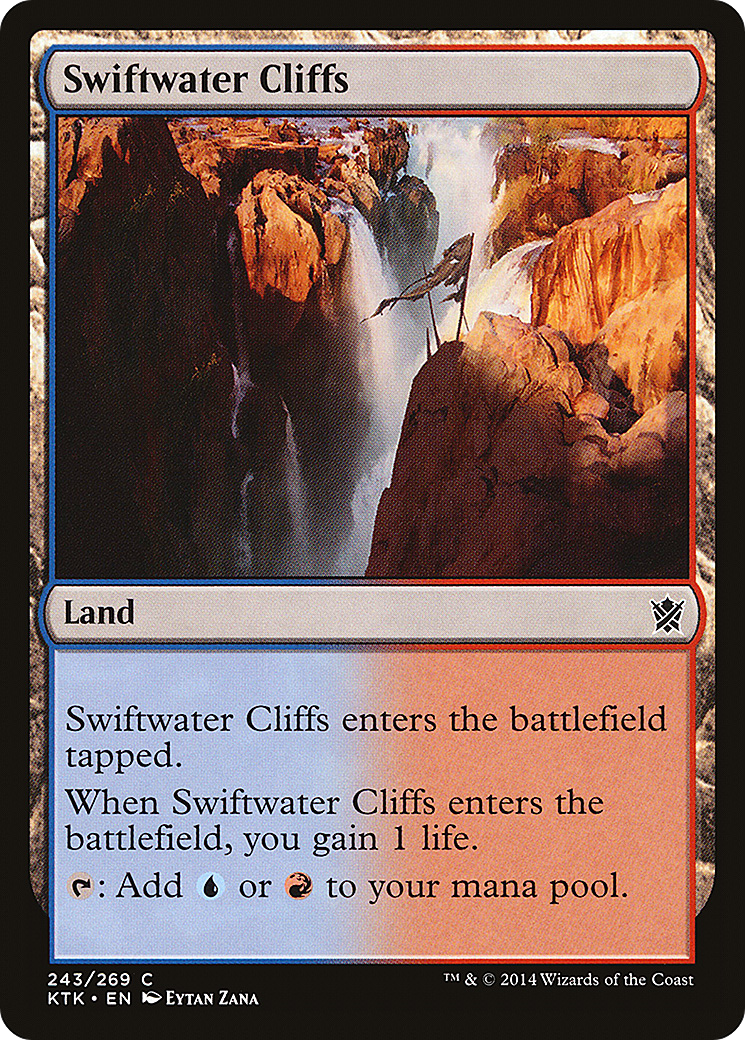 Swiftwater Cliffs
Land
Swiftwater Cliffs enters the battlefield
tapped.
When Swiftwater Cliffs enters the
battlefield, you gain 1 life.
: Add or to your mana pool.
243/269 C
KTK • EN Eytan Zana
™ & © 2014 Wizards of the Coast